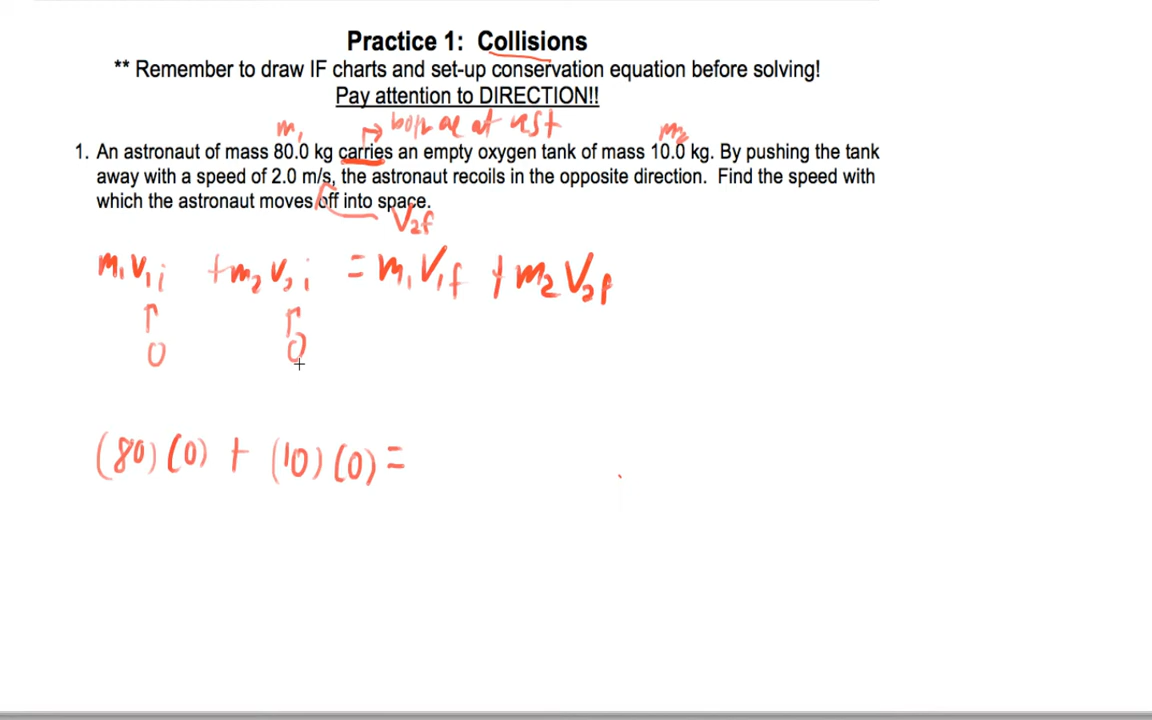 Practice 1: Collisions
** Remember to draw IF charts and set-up conservation equation before solving!
Pay attention to DIRECTION!!
m₁ at rest m₂
1. An astronaut of mass 80.0 kg carries an empty oxygen tank of mass 10.0 kg. By pushing the tank
away with a speed of 2.0 m/s, the astronaut recoils in the opposite direction. Find the speed with
which the astronaut moves off into space.
V₂f
m₁V₁i + m₂V₂i = m₁V₁f + m₂V₂f
↑ ↑
0 0
(80)(0) + (10)(0) =